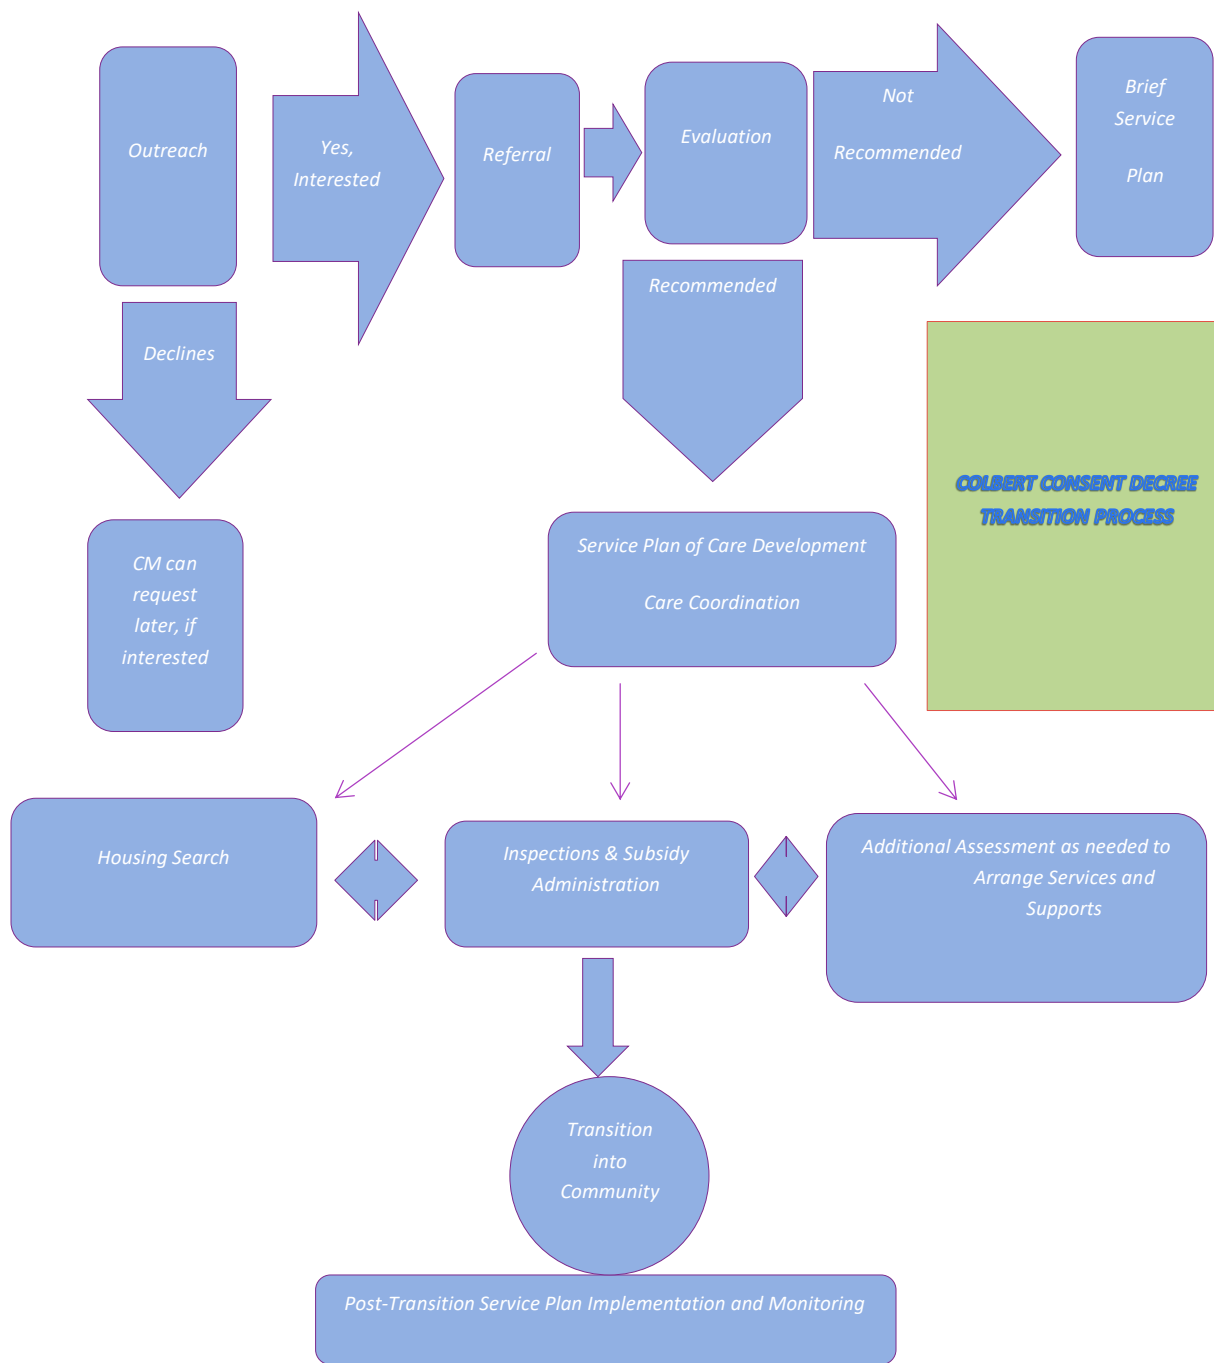 Outreach
Yes,
Interested
Referral
Evaluation
Not
Recommended
Brief
Service
Plan
Declines
Recommended
COLBERT CONSENT DECREE
TRANSITION PROCESS
CM can
request
later, if
interested
Service Plan of Care Development
Care Coordination
Housing Search
Inspections & Subsidy
Administration
Additional Assessment as needed to
Arrange Services and
Supports
Transition
into
Community
Post-Transition Service Plan Implementation and Monitoring